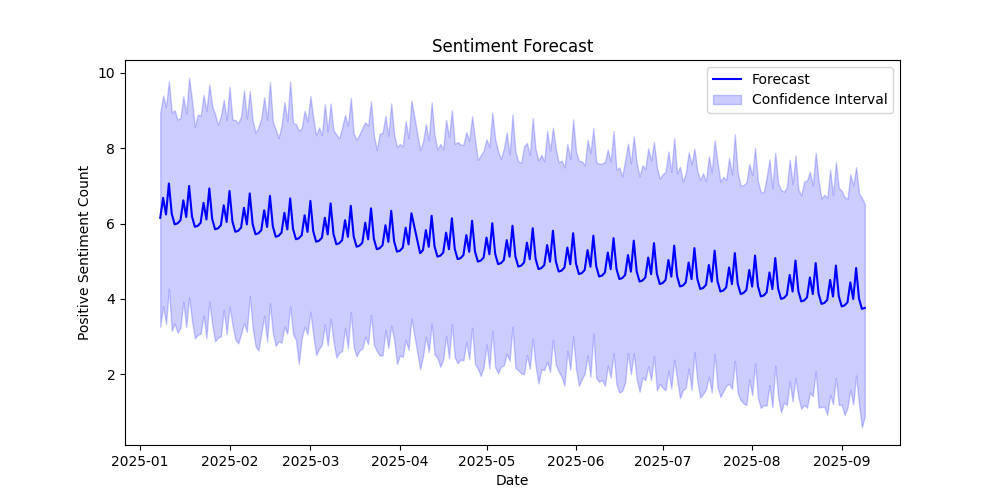 Sentiment Forecast
Forecast
Confidence Interval
Positive Sentiment Count
10
8
6
4
2
2025-01
2025-02
2025-03
2025-04
2025-05
2025-06
2025-07
2025-08
2025-09
Date